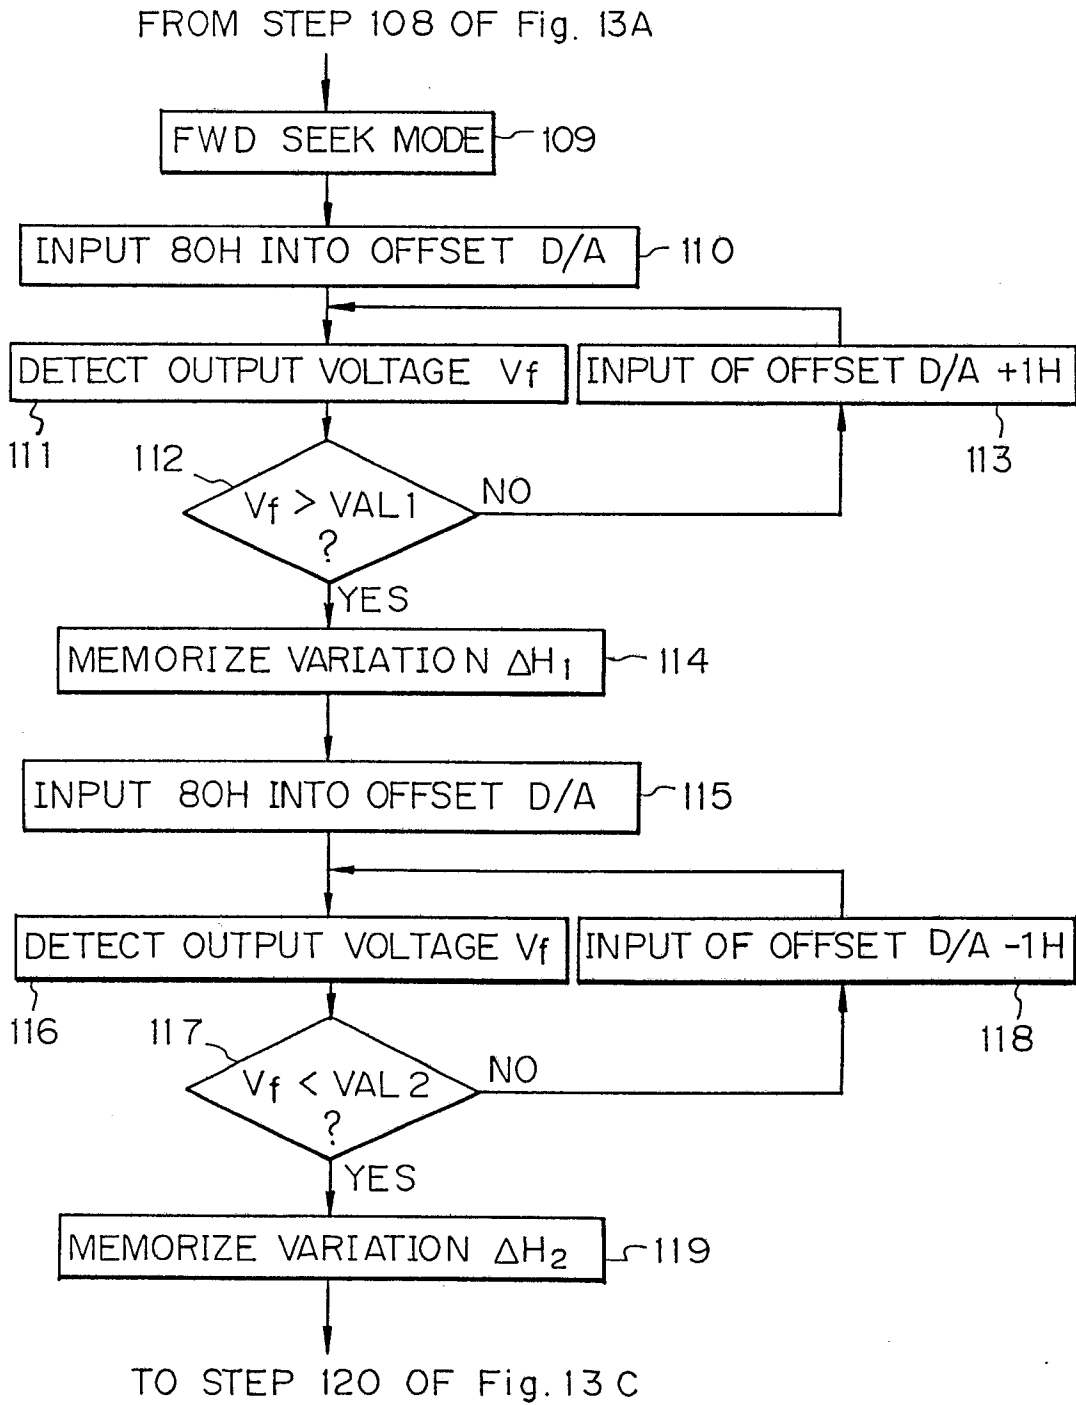 FROM STEP 108 OF Fig. 13A
FWD SEEK MODE
109
INPUT 80H INTO OFFSET D/A
110
DETECT OUTPUT VOLTAGE Vf
INPUT OF OFFSET D/A +1H
111
112
113
Vf > VAL1
?
NO
YES
MEMORIZE VARIATION ΔH1
114
INPUT 80H INTO OFFSET D/A
115
DETECT OUTPUT VOLTAGE Vf
INPUT OF OFFSET D/A -1H
116
117
118
Vf < VAL2
?
NO
YES
MEMORIZE VARIATION ΔH2
119
TO STEP 120 OF Fig. 13C